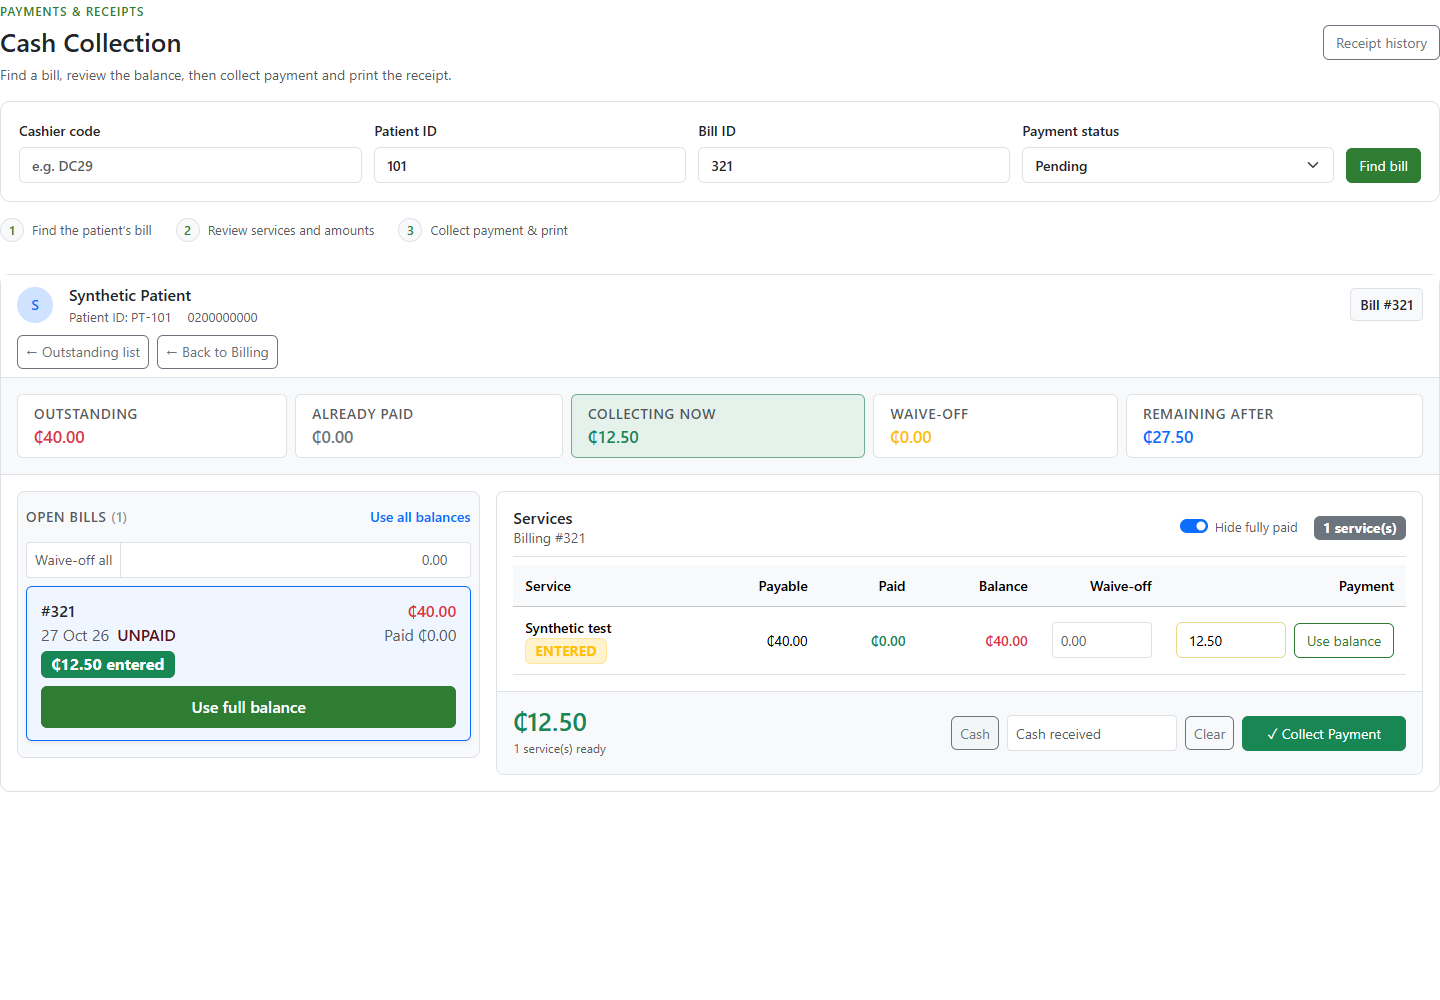 PAYMENTS & RECEIPTS
Cash Collection
Receipt history
Find a bill, review the balance, then collect payment and print the receipt.
Cashier code
Patient ID
Bill ID
Payment status
e.g. DC29
101
321
Pending
Find bill
1 Find the patient's bill
2 Review services and amounts
3 Collect payment & print
S
Synthetic Patient
Patient ID: PT-101 0200000000
Bill #321
← Outstanding list
← Back to Billing
OUTSTANDING
₵40.00
ALREADY PAID
₵0.00
COLLECTING NOW
₵12.50
WAIVE-OFF
₵0.00
REMAINING AFTER
₵27.50
OPEN BILLS (1)
Use all balances
Waive-off all 0.00
#321 ₵40.00
27 Oct 26 UNPAID Paid ₵0.00
₵12.50 entered
Use full balance
Services
Billing #321
Hide fully paid
1 service(s)
Service Payable Paid Balance Waive-off Payment
Synthetic test
ENTERED
₵40.00 ₵0.00 ₵40.00 0.00 12.50 Use balance
₵12.50
1 service(s) ready
Cash
Cash received
Clear
✓ Collect Payment